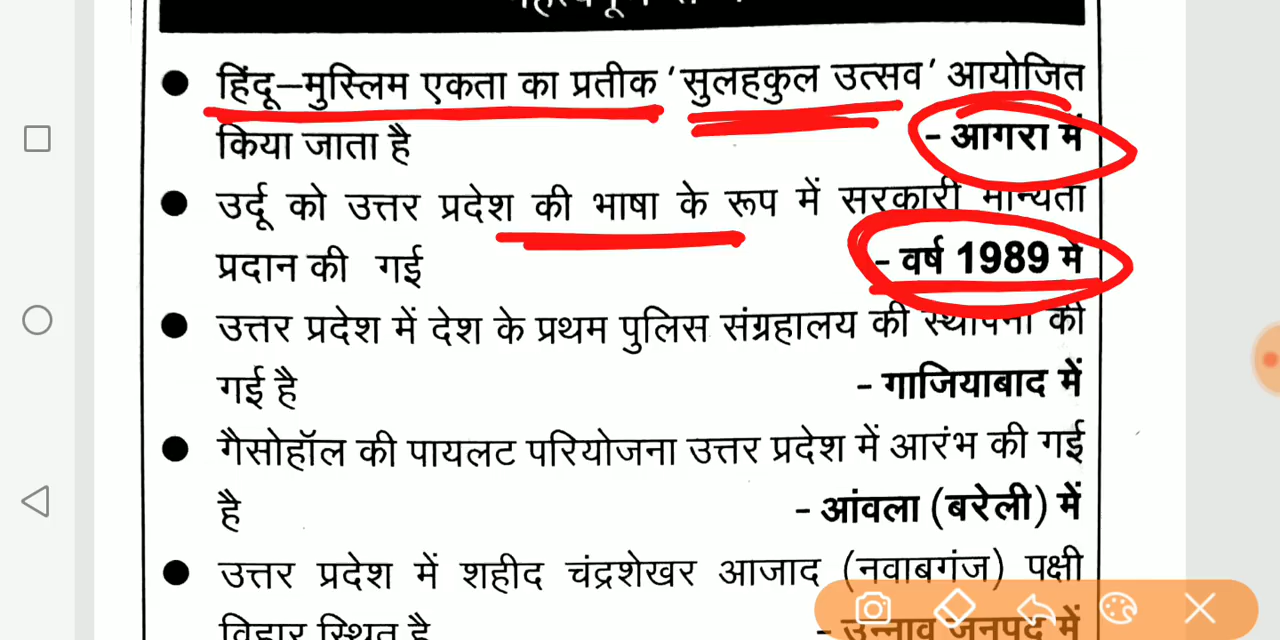 हिंदू–मुस्लिम एकता का प्रतीक 'सुलहकुल उत्सव' आयोजित
किया जाता है - आगरा में
उर्दू को उत्तर प्रदेश की भाषा के रूप में सरकारी मान्यता
प्रदान की गई - वर्ष 1989 में
उत्तर प्रदेश में देश के प्रथम पुलिस संग्रहालय की स्थापना की
गई है - गाजियाबाद में
गैसोहॉल की पायलट परियोजना उत्तर प्रदेश में आरंभ की गई
है - आंवला (बरेली) में
उत्तर प्रदेश में शहीद चंद्रशेखर आजाद (नवाबगंज) पक्षी
विहार स्थित है - उन्नाव जनपद में